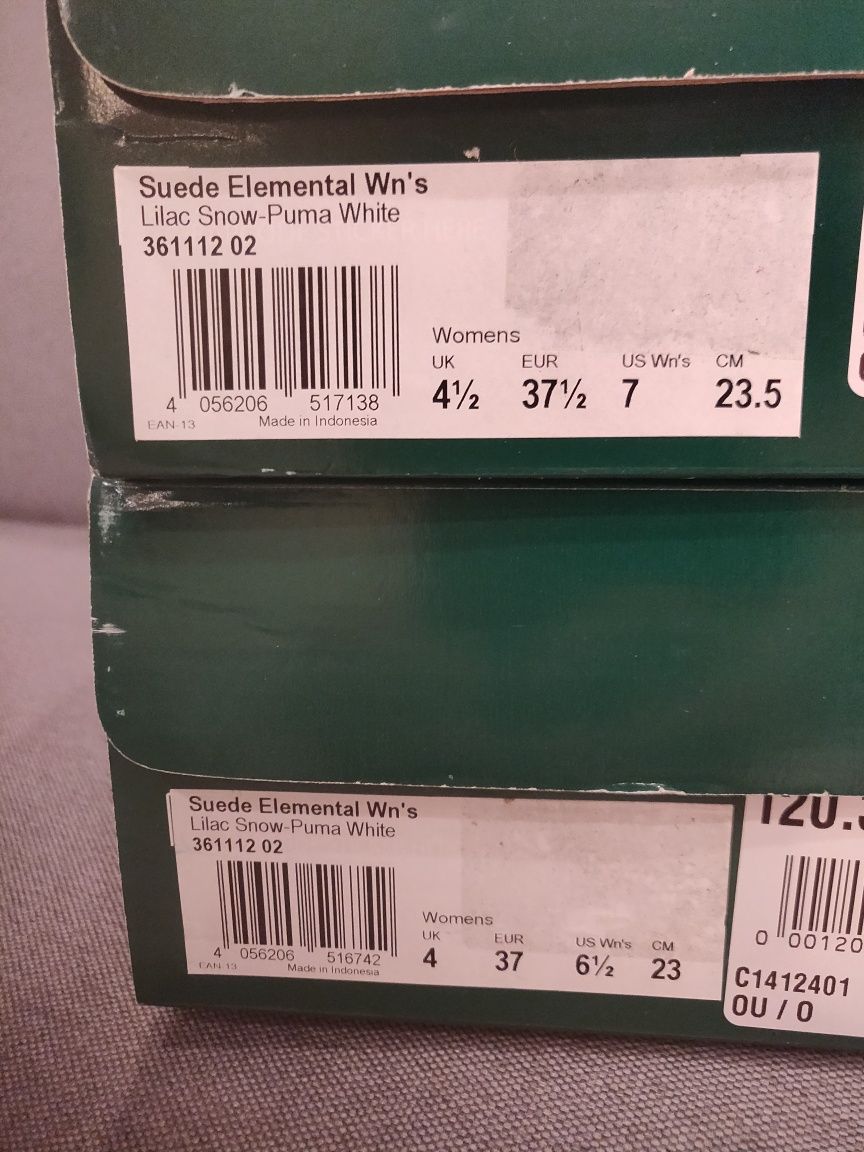 Suede Elemental Wn's
Lilac Snow-Puma White
361112 02
Womens
UK EUR US Wn's CM
4½ 37½ 7 23.5
4 056206 517138
EAN-13 Made in Indonesia
Suede Elemental Wn's
Lilac Snow-Puma White
361112 02
Womens
UK EUR US Wn's CM
4 37 6½ 23
4 056206 516742
EAN-13 Made in Indonesia
120.
0 00120
C1412401
OU / O